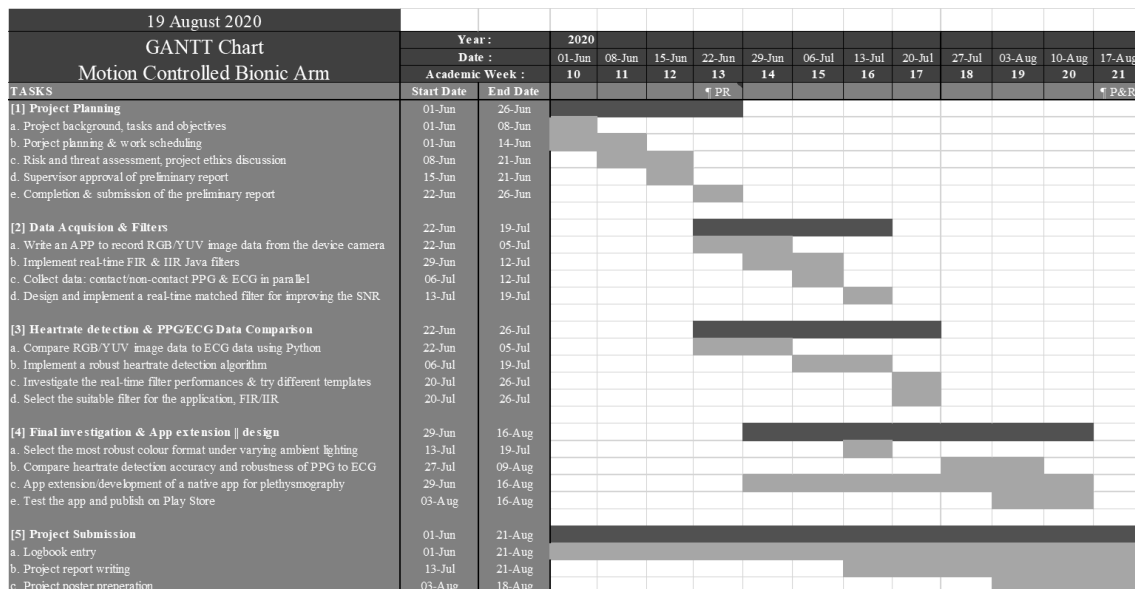 19 August 2020
GANTT Chart
Motion Controlled Bionic Arm
Year : 2020
Date : 01-Jun 08-Jun 15-Jun 22-Jun 29-Jun 06-Jul 13-Jul 20-Jul 27-Jul 03-Aug 10-Aug 17-Aug
Academic Week : 10 11 12 13 14 15 16 17 18 19 20 21
TASKS Start Date End Date ¶ PR ¶ P&R
[1] Project Planning 01-Jun 26-Jun
a. Project background, tasks and objectives 01-Jun 08-Jun
b. Porject planning & work scheduling 01-Jun 14-Jun
c. Risk and threat assessment, project ethics discussion 08-Jun 21-Jun
d. Supervisor approval of preliminary report 15-Jun 21-Jun
e. Completion & submission of the preliminary report 22-Jun 26-Jun
[2] Data Acquision & Filters 22-Jun 19-Jul
a. Write an APP to record RGB/YUV image data from the device camera 22-Jun 05-Jul
b. Implement real-time FIR & IIR Java filters 29-Jun 12-Jul
c. Collect data: contact/non-contact PPG & ECG in parallel 06-Jul 12-Jul
d. Design and implement a real-time matched filter for improving the SNR 13-Jul 19-Jul
[3] Heartrate detection & PPG/ECG Data Comparison 22-Jun 26-Jul
a. Compare RGB/YUV image data to ECG data using Python 22-Jun 05-Jul
b. Implement a robust heartrate detection algorithm 06-Jul 19-Jul
c. Investigate the real-time filter performances & try different templates 20-Jul 26-Jul
d. Select the suitable filter for the application, FIR/IIR 20-Jul 26-Jul
[4] Final investigation & App extension || design 29-Jun 16-Aug
a. Select the most robust colour format under varying ambient lighting 13-Jul 19-Jul
b. Compare heartrate detection accuracy and robustness of PPG to ECG 27-Jul 09-Aug
c. App extension/development of a native app for plethysmography 29-Jun 16-Aug
e. Test the app and publish on Play Store 03-Aug 16-Aug
[5] Project Submission 01-Jun 21-Aug
a. Logbook entry 01-Jun 21-Aug
b. Project report writing 13-Jul 21-Aug
c. Project poster preperation 03-Aug 18-Aug